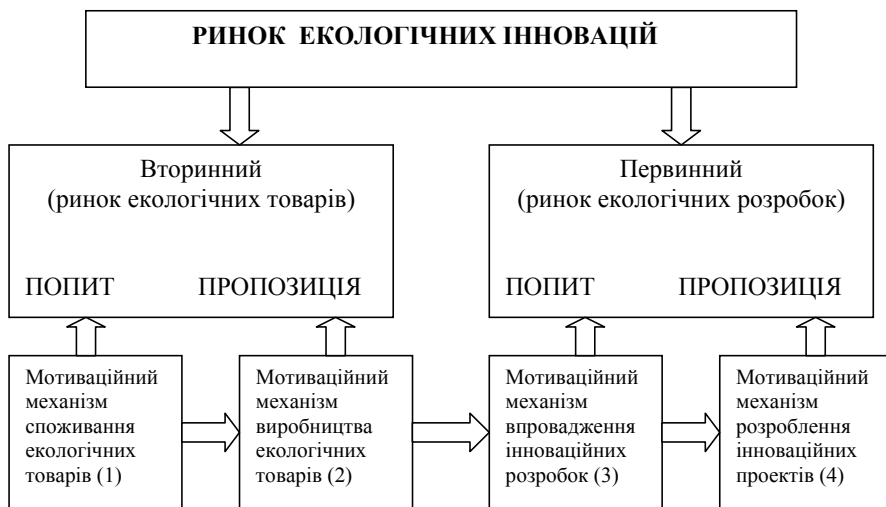 РИНОК ЕКОЛОГІЧНИХ ІННОВАЦІЙ
Вторинний
(ринок екологічних товарів)
ПОПИТ ПРОПОЗИЦІЯ
Первинний
(ринок екологічних розробок)
ПОПИТ ПРОПОЗИЦІЯ
Мотиваційний
механізм
споживання
екологічних
товарів (1)
Мотиваційний
механізм
виробництва
екологічних
товарів (2)
Мотиваційний
механізм
впровадження
інноваційних
розробок (3)
Мотиваційний
механізм
розроблення
інноваційних
проектів (4)